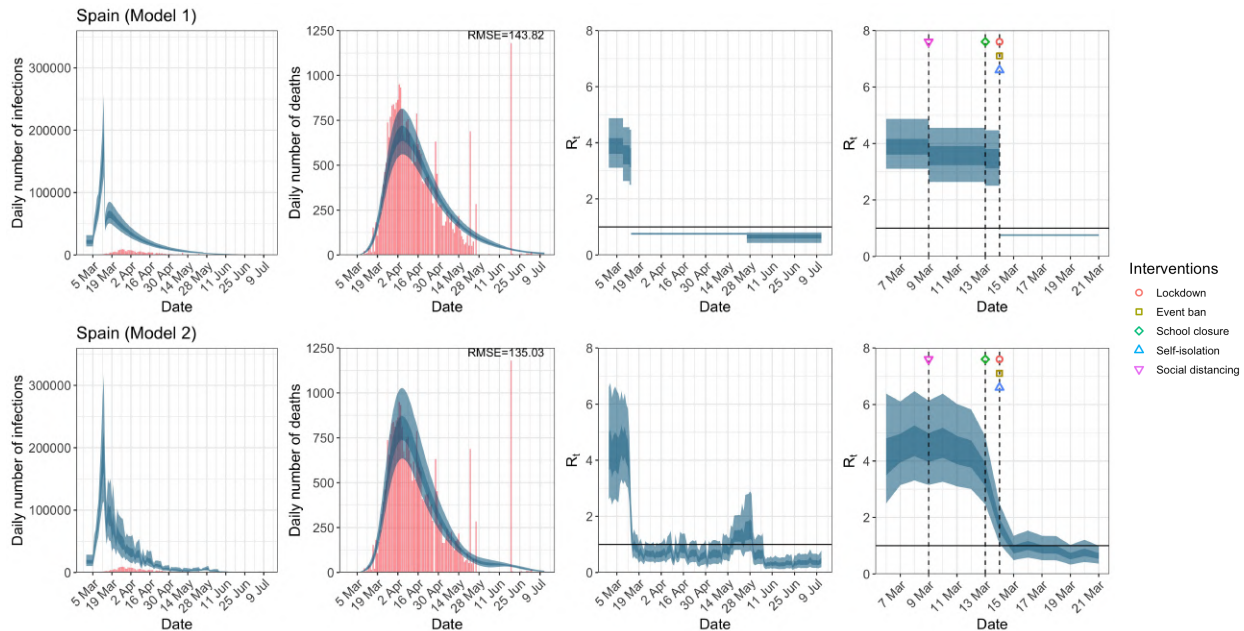 Spain (Model 1)
Daily number of infections
350000
300000
200000
100000
0
5 Mar
19 Mar
2 Apr
16 Apr
30 Apr
14 May
28 May
11 Jun
25 Jun
9 Jul
Date
Daily number of deaths
1250
1000
750
500
250
0
RMSE=143.82
5 Mar
19 Mar
2 Apr
16 Apr
30 Apr
14 May
28 May
11 Jun
25 Jun
9 Jul
Date
Rt
8
6
4
2
0
5 Mar
19 Mar
2 Apr
16 Apr
30 Apr
14 May
28 May
11 Jun
25 Jun
9 Jul
Date
Rt
8
6
4
2
0
7 Mar
9 Mar
11 Mar
13 Mar
15 Mar
17 Mar
19 Mar
21 Mar
Date
Spain (Model 2)
Daily number of infections
300000
200000
100000
0
5 Mar
19 Mar
2 Apr
16 Apr
30 Apr
14 May
28 May
11 Jun
25 Jun
9 Jul
Date
Daily number of deaths
1250
1000
750
500
250
0
RMSE=135.03
5 Mar
19 Mar
2 Apr
16 Apr
30 Apr
14 May
28 May
11 Jun
25 Jun
9 Jul
Date
Rt
8
6
4
2
0
5 Mar
19 Mar
2 Apr
16 Apr
30 Apr
14 May
28 May
11 Jun
25 Jun
9 Jul
Date
Rt
8
6
4
2
0
7 Mar
9 Mar
11 Mar
13 Mar
15 Mar
17 Mar
19 Mar
21 Mar
Date
Interventions
Lockdown
Event ban
School closure
Self-isolation
Social distancing